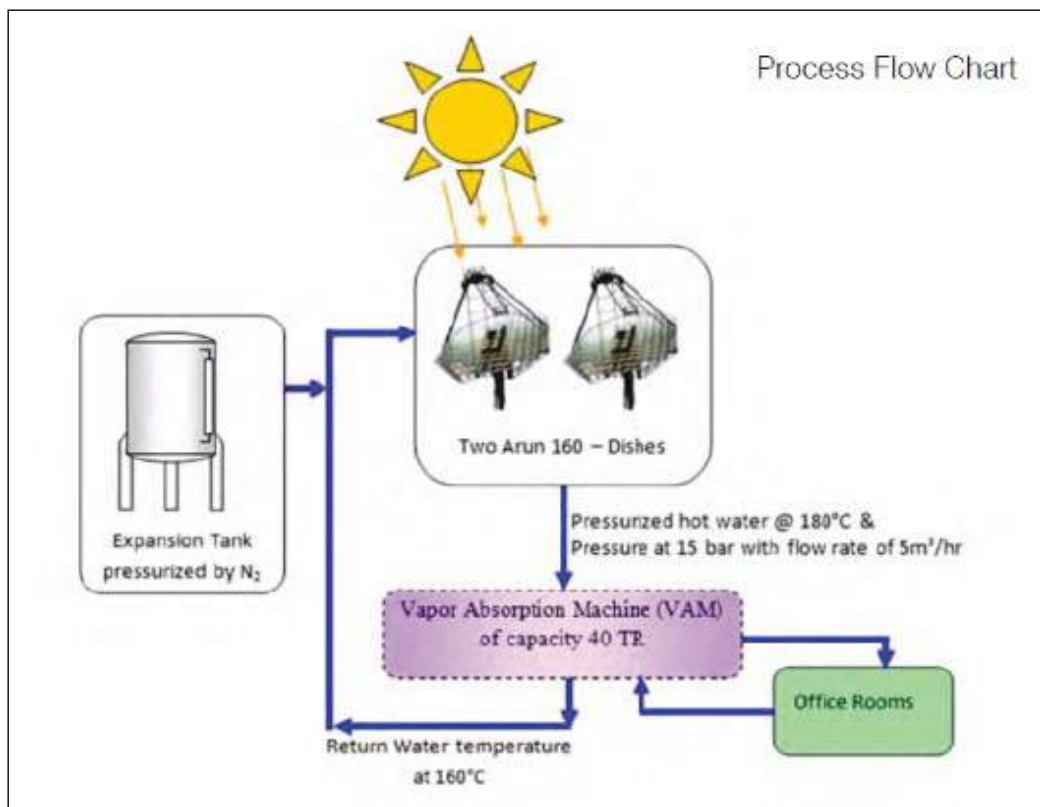 Process Flow Chart
Two Arun 160 – Dishes
Expansion Tank
pressurized by N₂
Pressurized hot water @ 180°C &
Pressure at 15 bar with flow rate of 5m³/hr
Vapor Absorption Machine (VAM)
of capacity 40 TR
Office Rooms
Return Water temperature
at 160°C